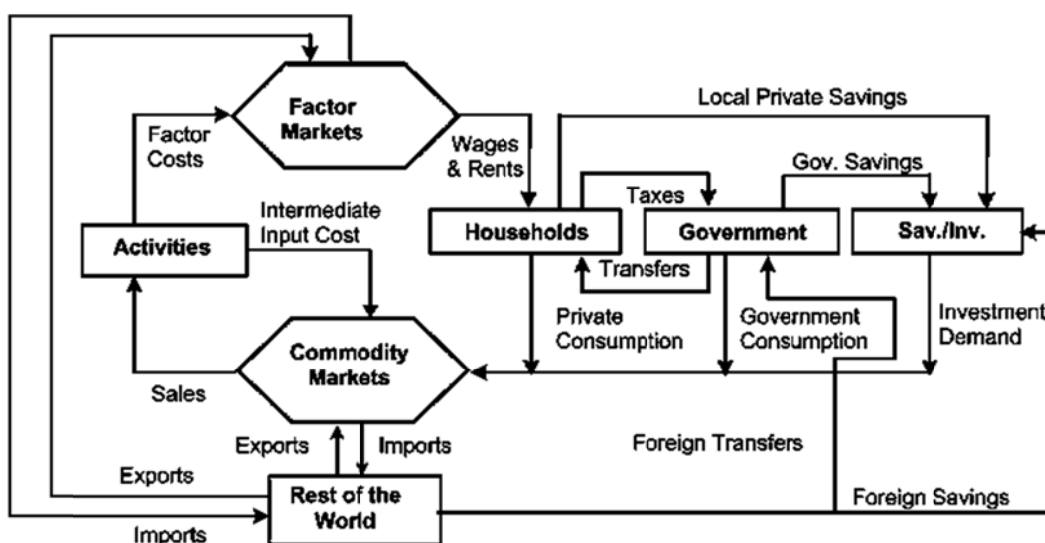 Factor
Markets
Factor
Costs
Wages
& Rents
Local Private Savings
Gov. Savings
Taxes
Intermediate
Input Cost
Activities
Households
Government
Sav./Inv.
Transfers
Private
Consumption
Government
Consumption
Investment
Demand
Commodity
Markets
Sales
Exports
Imports
Foreign Transfers
Exports
Rest of the
World
Foreign Savings
Imports